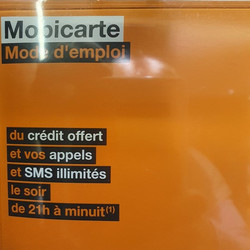 Mobicarte
Mode d'emploi
du crédit offert
et vos appels
et SMS illimités
le soir
de 21h à minuit(1)